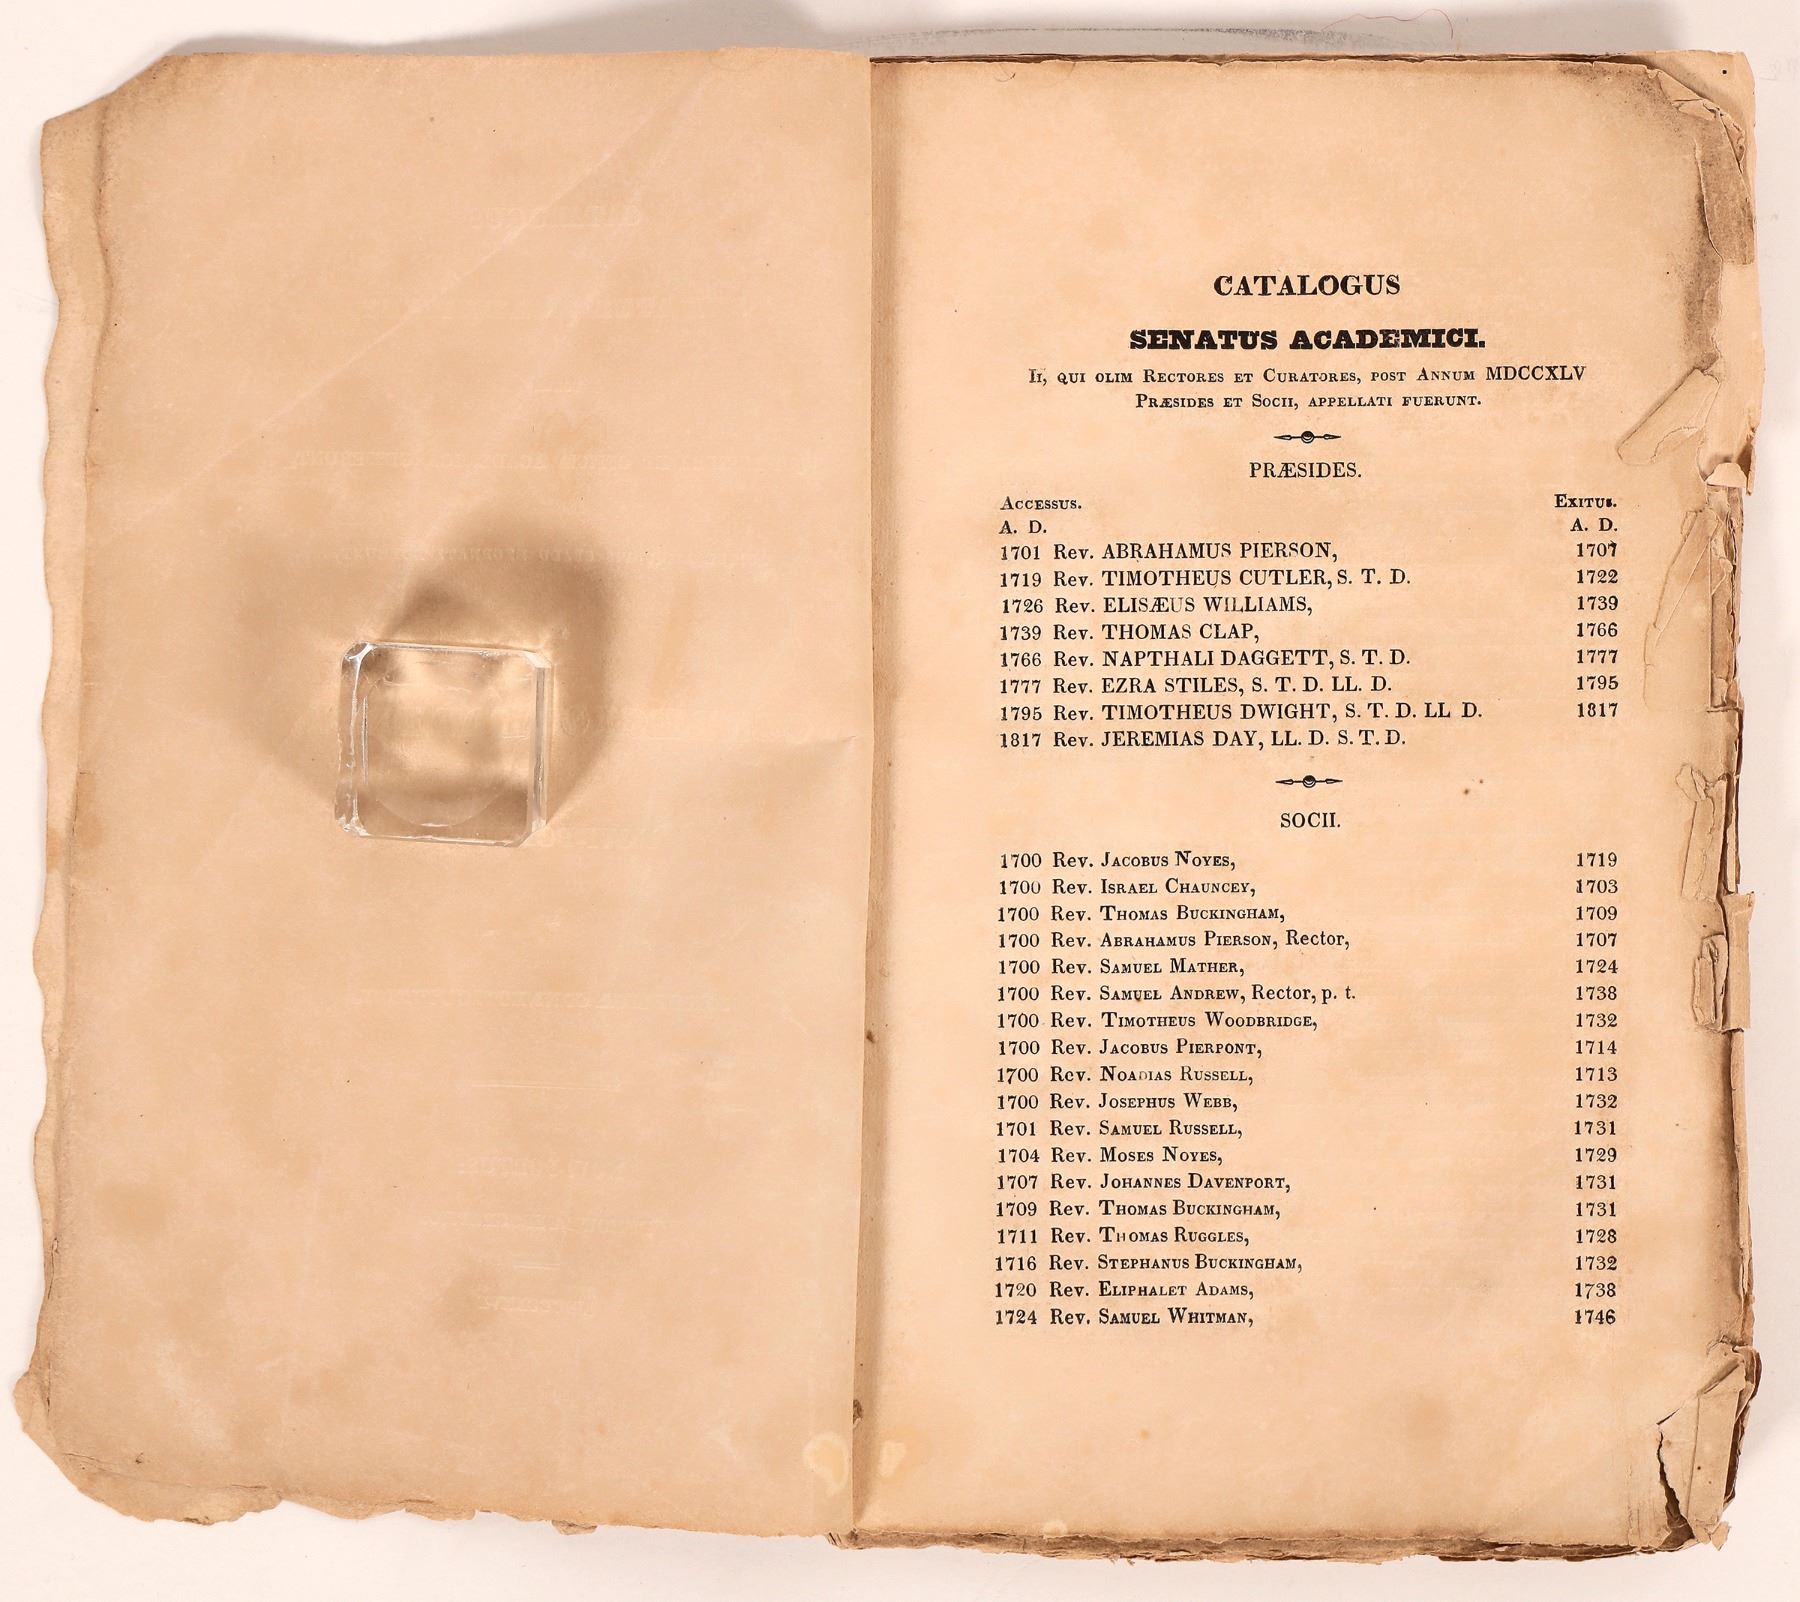 CATALOGUS
SENATUS ACADEMICI.
II, QUI OLIM RECTORES ET CURATORES, POST ANNUM MDCCXLV
PRÆSIDES ET SOCII, APPELLATI FUERUNT.
PRÆSIDES.
ACCESSUS. EXITUS.
A. D. A. D.
1701 Rev. ABRAHAMUS PIERSON, 1707
1719 Rev. TIMOTHEUS CUTLER, S. T. D. 1722
1726 Rev. ELISÆUS WILLIAMS, 1739
1739 Rev. THOMAS CLAP, 1766
1766 Rev. NAPTHALI DAGGETT, S. T. D. 1777
1777 Rev. EZRA STILES, S. T. D. LL. D. 1795
1795 Rev. TIMOTHEUS DWIGHT, S. T. D. LL D. 1817
1817 Rev. JEREMIAS DAY, LL. D. S. T. D.
SOCII.
1700 Rev. JACOBUS NOYES, 1719
1700 Rev. ISRAEL CHAUNCEY, 1703
1700 Rev. THOMAS BUCKINGHAM, 1709
1700 Rev. ABRAHAMUS PIERSON, Rector, 1707
1700 Rev. SAMUEL MATHER, 1724
1700 Rev. SAMUEL ANDREW, Rector, p. t. 1738
1700 Rev. TIMOTHEUS WOODBRIDGE, 1732
1700 Rev. JACOBUS PIERPONT, 1714
1700 Rev. NOADIAS RUSSELL, 1713
1700 Rev. JOSEPHUS WEBB, 1732
1701 Rev. SAMUEL RUSSELL, 1731
1704 Rev. MOSES NOYES, 1729
1707 Rev. JOHANNES DAVENPORT, 1731
1709 Rev. THOMAS BUCKINGHAM, 1731
1711 Rev. THOMAS RUGGLES, 1728
1716 Rev. STEPHANUS BUCKINGHAM, 1732
1720 Rev. ELIPHALET ADAMS, 1738
1724 Rev. SAMUEL WHITMAN, 1746